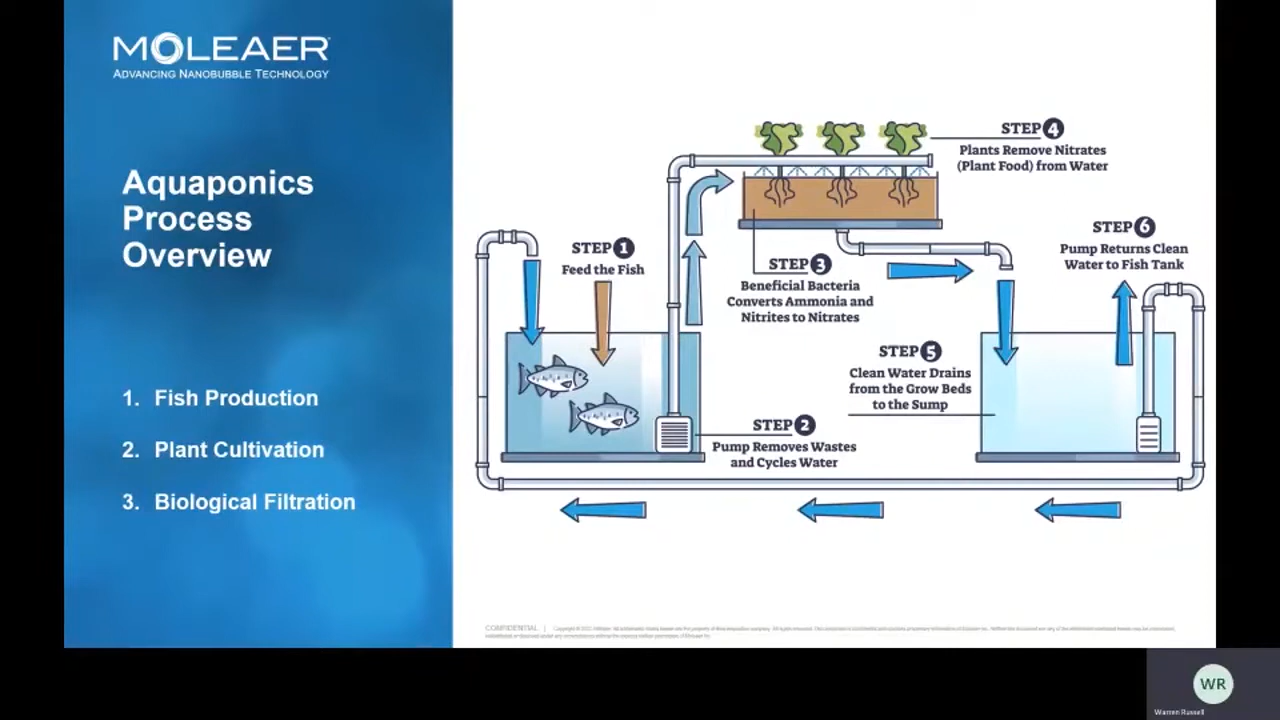 MOLEAER
ADVANCING NANOBUBBLE TECHNOLOGY
Aquaponics
Process
Overview
1. Fish Production
2. Plant Cultivation
3. Biological Filtration
STEP 1
Feed the Fish
STEP 2
Pump Removes Wastes
and Cycles Water
STEP 3
Beneficial Bacteria
Converts Ammonia and
Nitrites to Nitrates
STEP 4
Plants Remove Nitrates
(Plant Food) from Water
STEP 5
Clean Water Drains
from the Grow Beds
to the Sump
STEP 6
Pump Returns Clean
Water to Fish Tank
CONFIDENTIAL |
WR
Warren Russell